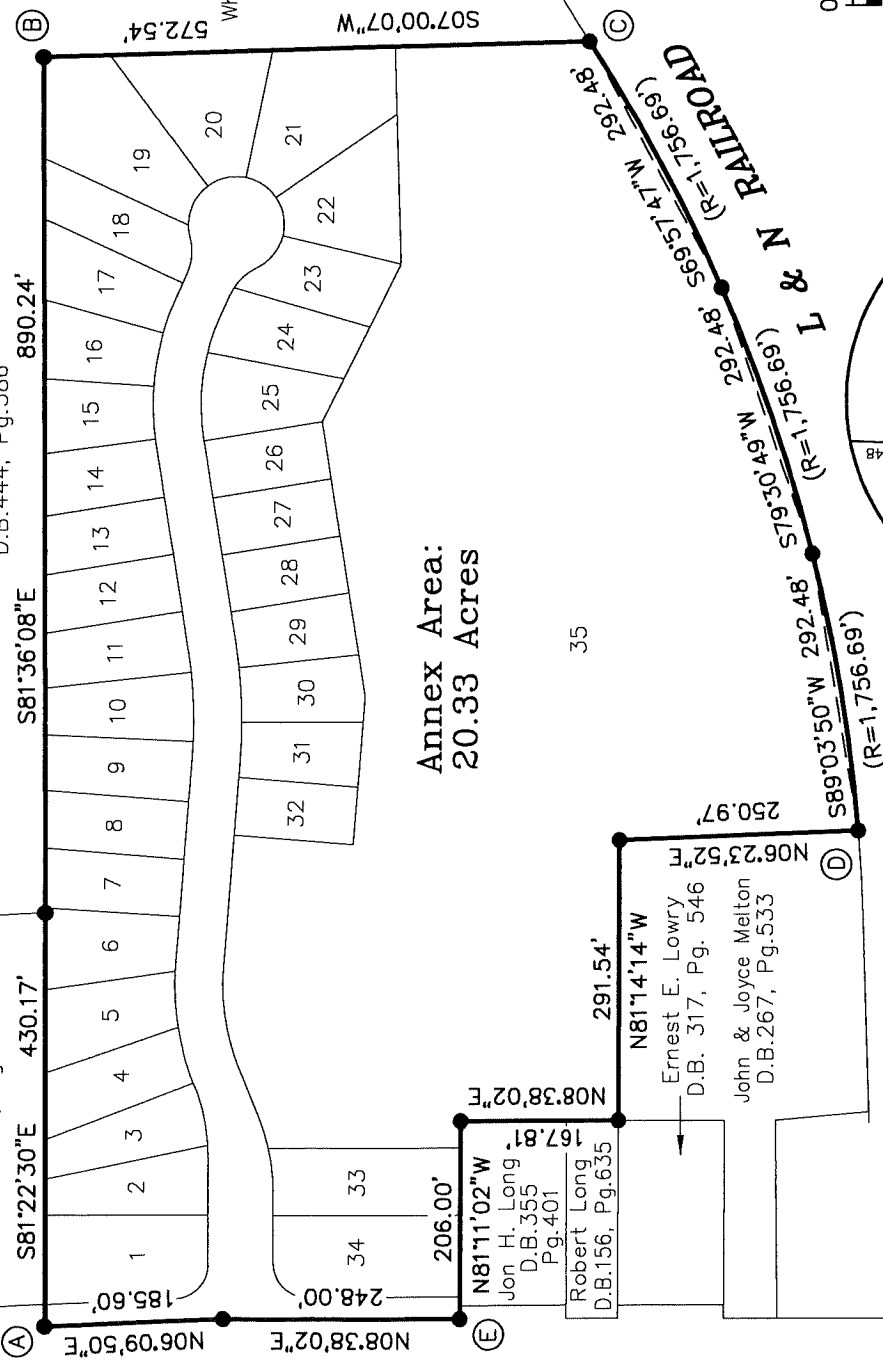 A
S81°22'30"E 430.17'
S81°36'08"E
890.24'
B
572.54'
S07°00'07"W
C
N06°09'50"E
185.60'
N08°38'02"E
248.00'
E
1
2
3
4
5
6
7
8
9
10
11
12
13
14
15
16
17
18
19
20
21
22
23
24
25
26
27
28
29
30
31
32
33
34
35
Annex Area:
20.33 Acres
206.00'
N81°11'02"W
167.81'
N08°38'02"E
Jon H. Long
D.B.355
Pg.401
Robert Long
D.B.156, Pg.635
291.54'
N81°14'14"W
Ernest E. Lowry
D.B. 317, Pg. 546
John & Joyce Melton
D.B.267, Pg.533
250.97'
N06°23'52"E
D
S89°03'50"W 292.48'
(R=1,756.69')
S79°30'49"W 292.48'
(R=1,756.69')
S69°57'47"W 292.48'
(R=1,756.69')
L & N RAILROAD
48